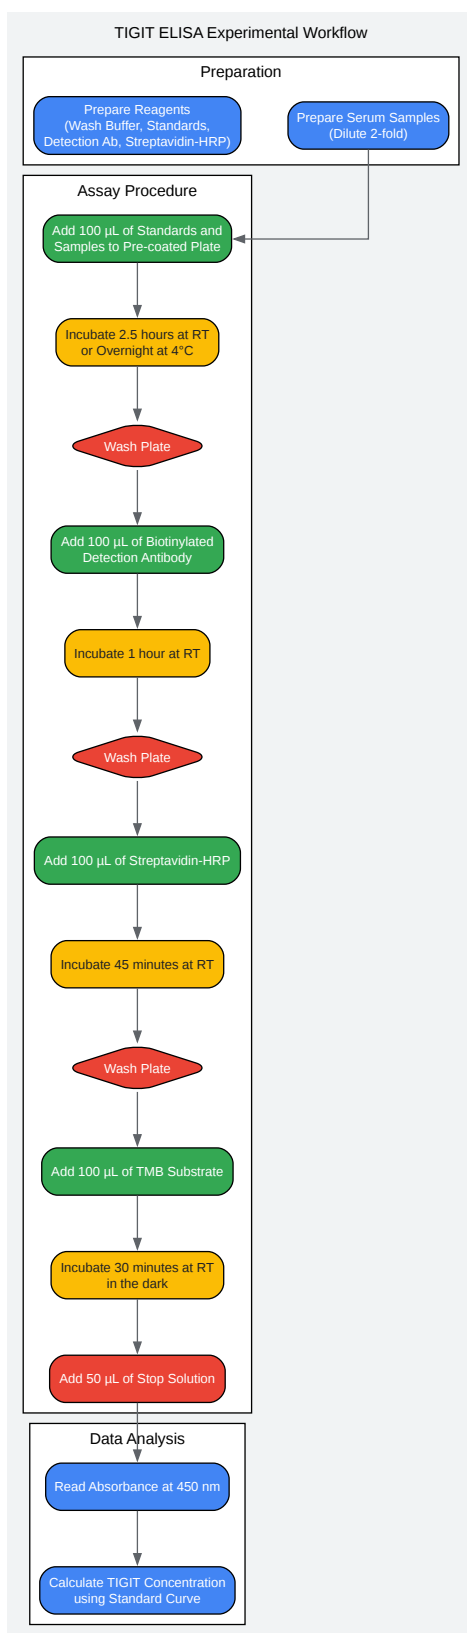 TIGIT ELISA Experimental Workflow
Preparation
Prepare Reagents
(Wash Buffer, Standards,
Detection Ab, Streptavidin-HRP)
Prepare Serum Samples
(Dilute 2-fold)
Assay Procedure
Add 100 µL of Standards and
Samples to Pre-coated Plate
Incubate 2.5 hours at RT
or Overnight at 4°C
Wash Plate
Add 100 µL of Biotinylated
Detection Antibody
Incubate 1 hour at RT
Wash Plate
Add 100 µL of Streptavidin-HRP
Incubate 45 minutes at RT
Wash Plate
Add 100 µL of TMB Substrate
Incubate 30 minutes at RT
in the dark
Add 50 µL of Stop Solution
Data Analysis
Read Absorbance at 450 nm
Calculate TIGIT Concentration
using Standard Curve